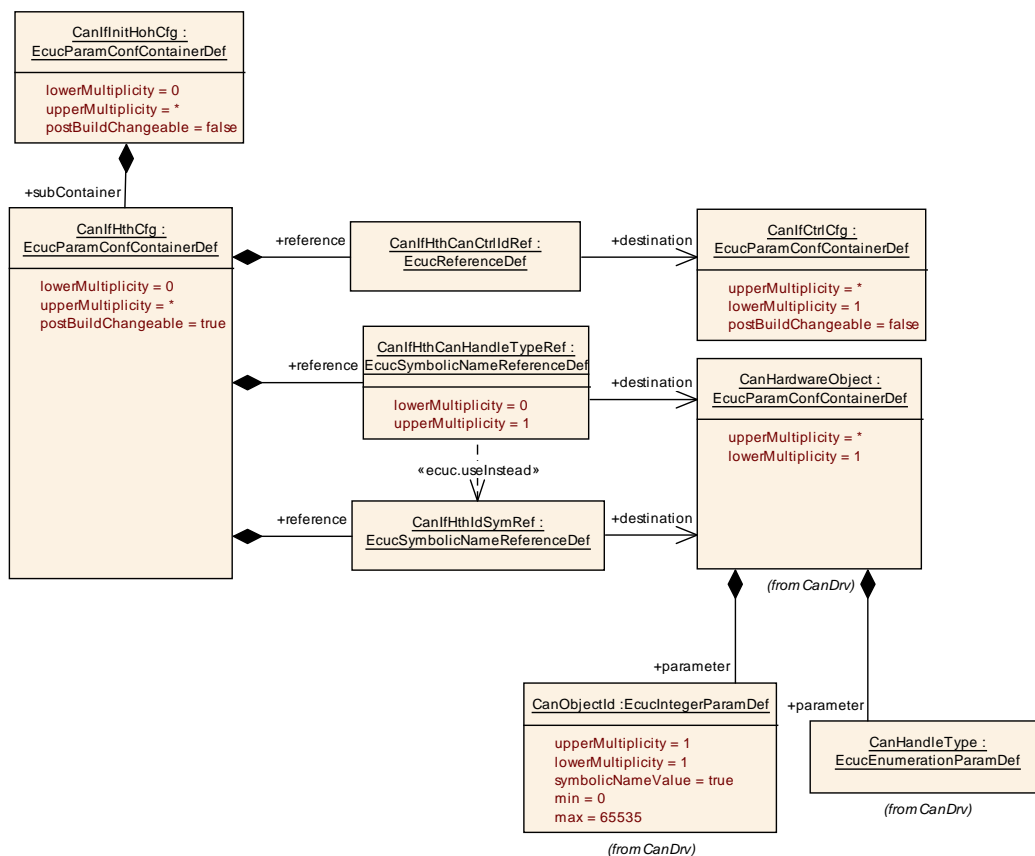 CanIfInitHohCfg :
EcucParamConfContainerDef
lowerMultiplicity = 0
upperMultiplicity = *
postBuildChangeable = false
+subContainer
CanIfHthCfg :
EcucParamConfContainerDef
lowerMultiplicity = 0
upperMultiplicity = *
postBuildChangeable = true
+reference
CanIfHthCanCtrlIdRef :
EcucReferenceDef
+destination
CanIfCtrlCfg :
EcucParamConfContainerDef
upperMultiplicity = *
lowerMultiplicity = 1
postBuildChangeable = false
+reference
CanIfHthCanHandleTypeRef :
EcucSymbolicNameReferenceDef
lowerMultiplicity = 0
upperMultiplicity = 1
+destination
CanHardwareObject :
EcucParamConfContainerDef
upperMultiplicity = *
lowerMultiplicity = 1
«ecuc.useInstead»
+reference
CanIfHthIdSymRef :
EcucSymbolicNameReferenceDef
+destination
(from CanDrv)
+parameter
CanObjectId :EcucIntegerParamDef
upperMultiplicity = 1
lowerMultiplicity = 1
symbolicNameValue = true
min = 0
max = 65535
(from CanDrv)
+parameter
CanHandleType :
EcucEnumerationParamDef
(from CanDrv)